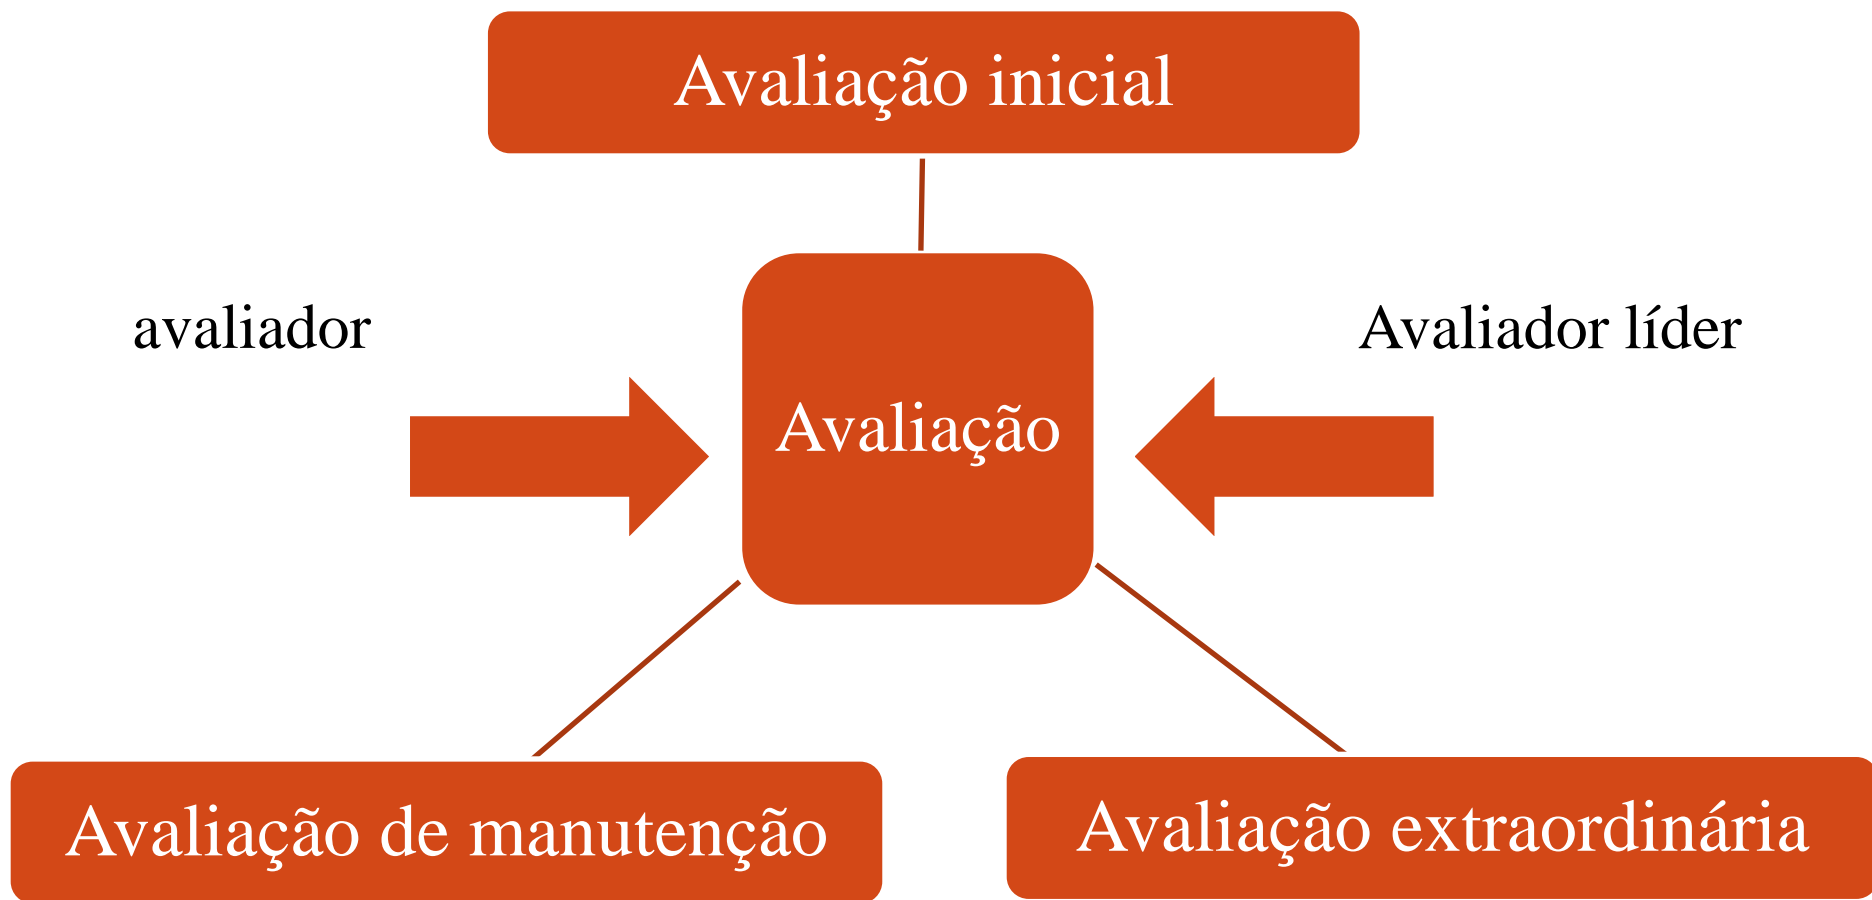 Avaliação inicial
avaliador
Avaliador líder
Avaliação
Avaliação de manutenção
Avaliação extraordinária